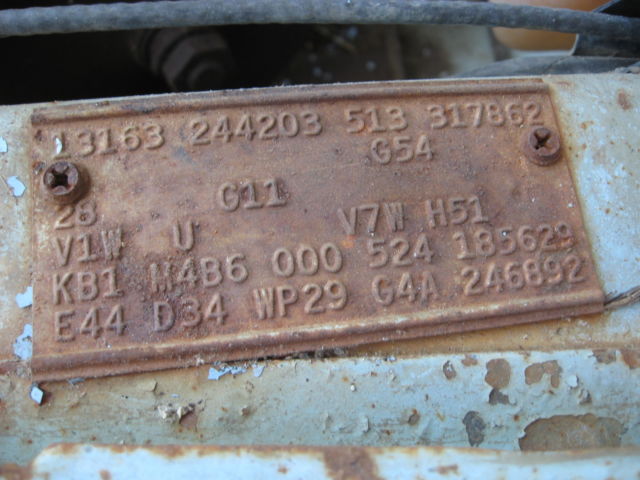 13163 244203 513 317862
G54
G11
28
V1W U V7W H51
KB1 M4B6 000 524 185629
E44 D34 WP29 G4A 246892